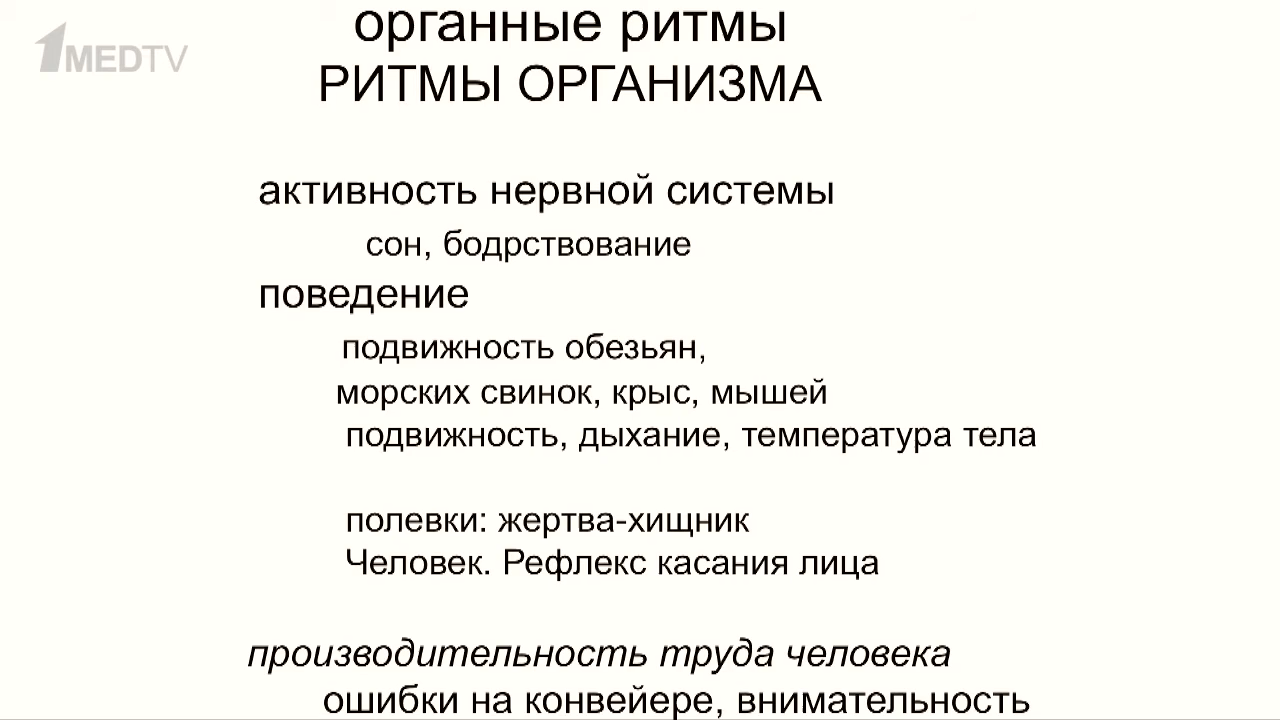 1MEDTV
органные ритмы
РИТМЫ ОРГАНИЗМА
активность нервной системы
сон, бодрствование
поведение
подвижность обезьян,
морских свинок, крыс, мышей
подвижность, дыхание, температура тела
полевки: жертва-хищник
Человек. Рефлекс касания лица
производительность труда человека
ошибки на конвейере, внимательность